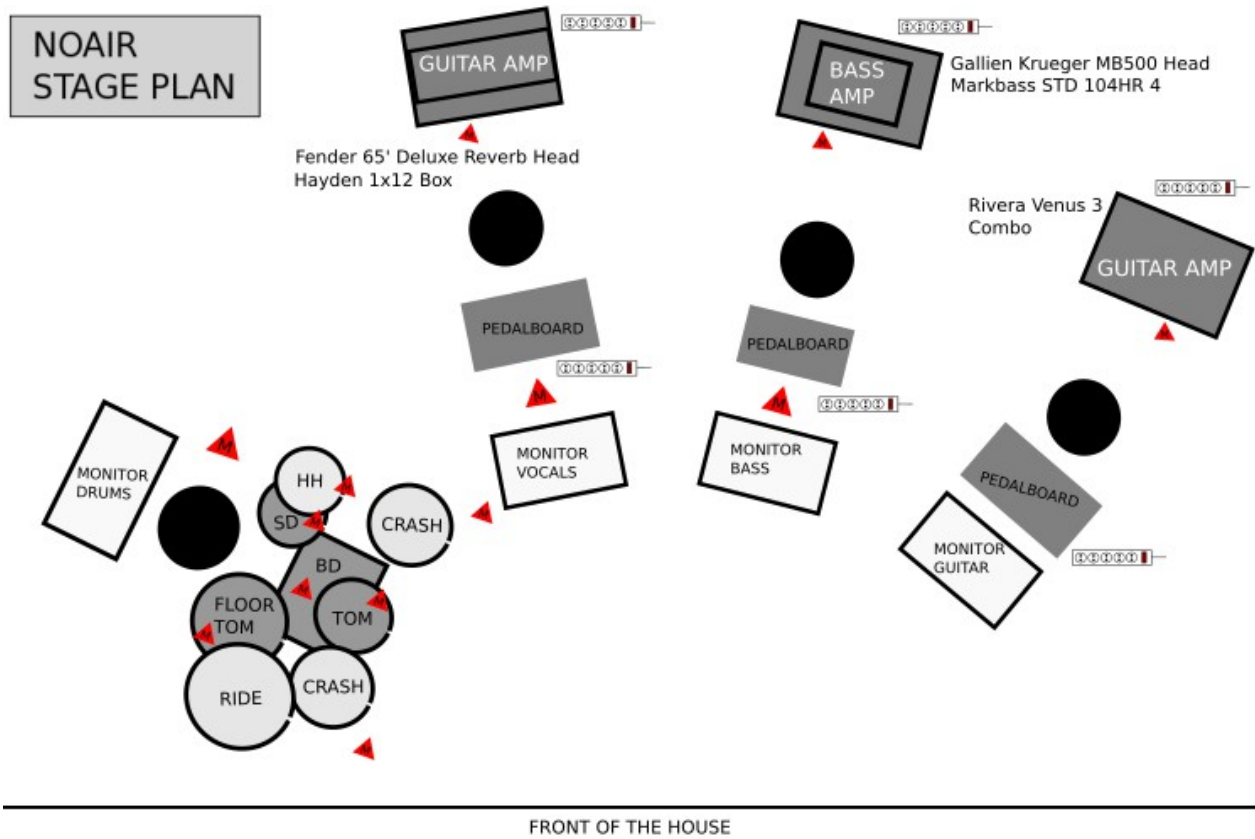 NOAIR
STAGE PLAN
GUITAR AMP
BASS
AMP
Gallien Krueger MB500 Head
Markbass STD 104HR 4
M
M
Fender 65' Deluxe Reverb Head
Hayden 1x12 Box
Rivera Venus 3
Combo
GUITAR AMP
M
PEDALBOARD
PEDALBOARD
M
M
PEDALBOARD
MONITOR
DRUMS
M
MONITOR
VOCALS
MONITOR
BASS
MONITOR
GUITAR
HH
M
SD
M
CRASH
M
BD
M
FLOOR
TOM
M
TOM
M
RIDE
CRASH
M
FRONT OF THE HOUSE